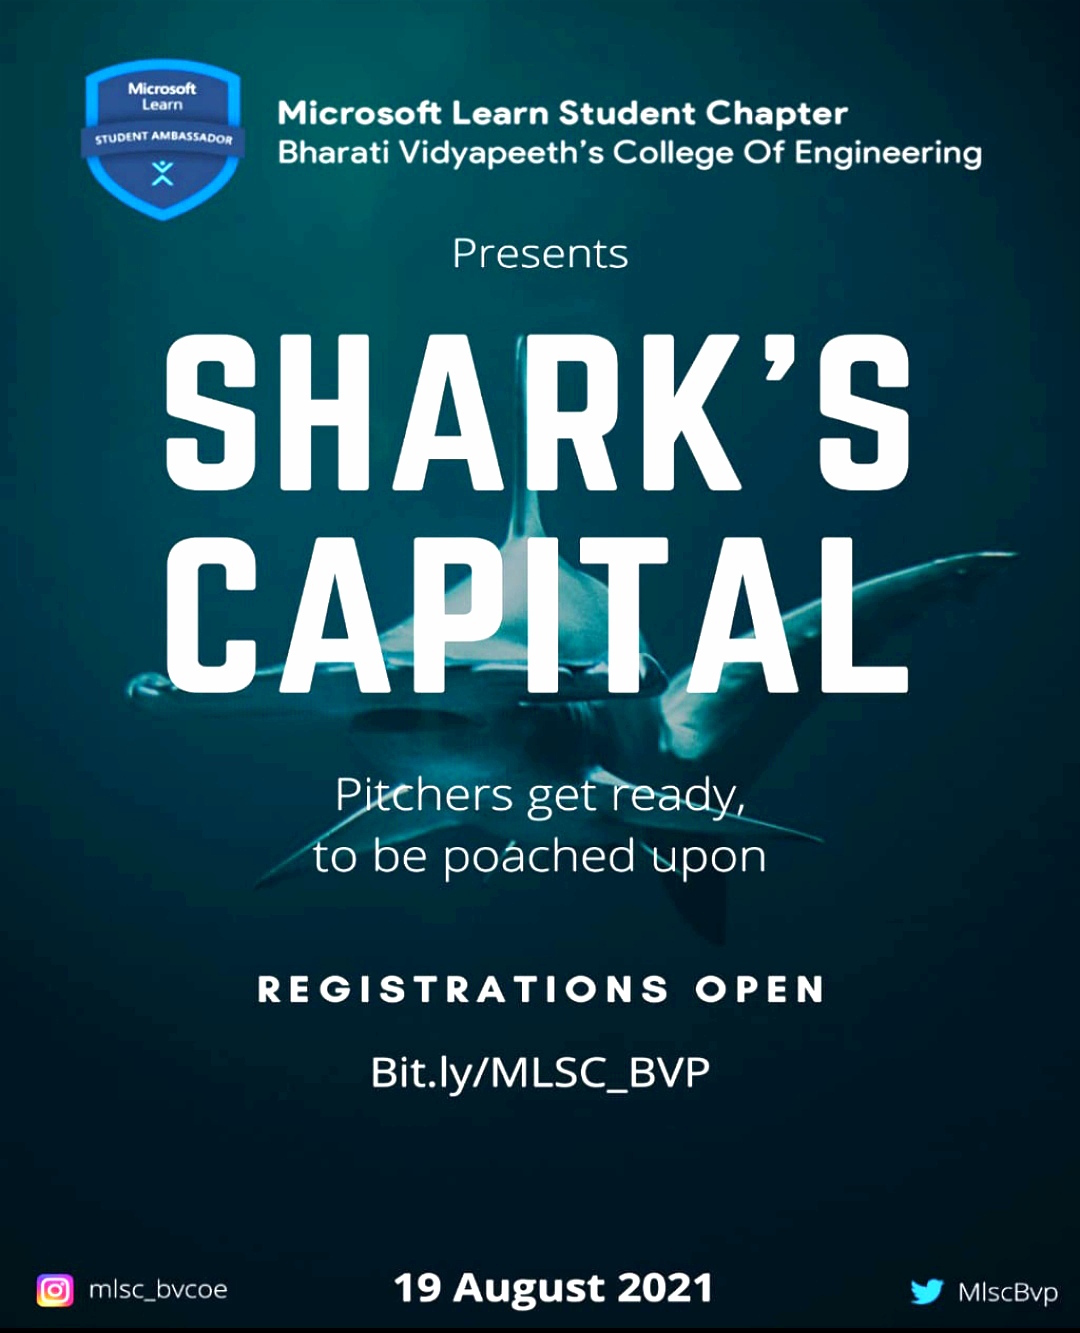 Microsoft
Learn
STUDENT AMBASSADOR
Microsoft Learn Student Chapter
Bharati Vidyapeeth's College Of Engineering
Presents
SHARK'S
CAPITAL
Pitchers get ready,
to be poached upon
REGISTRATIONS OPEN
Bit.ly/MLSC_BVP
mlsc_bvcoe
19 August 2021
MlscBvp